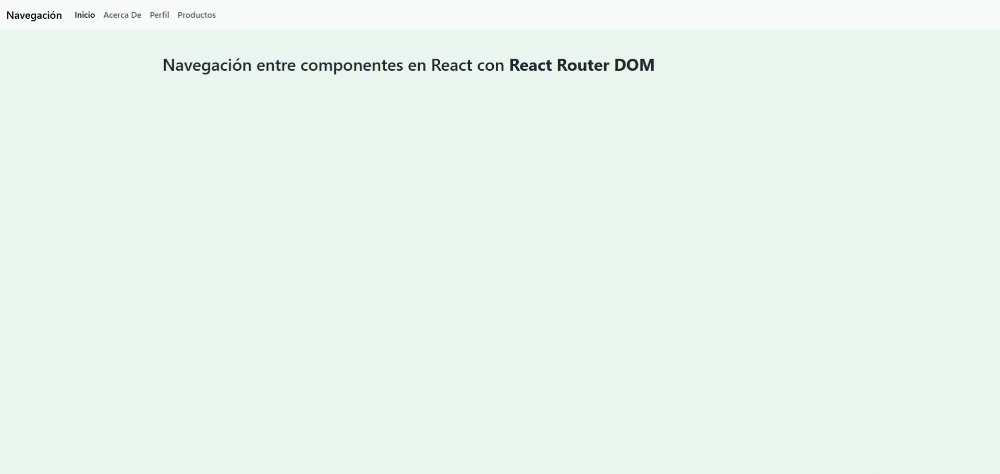 Navegación Inicio Acerca De Perfil Productos
Navegación entre componentes en React con React Router DOM